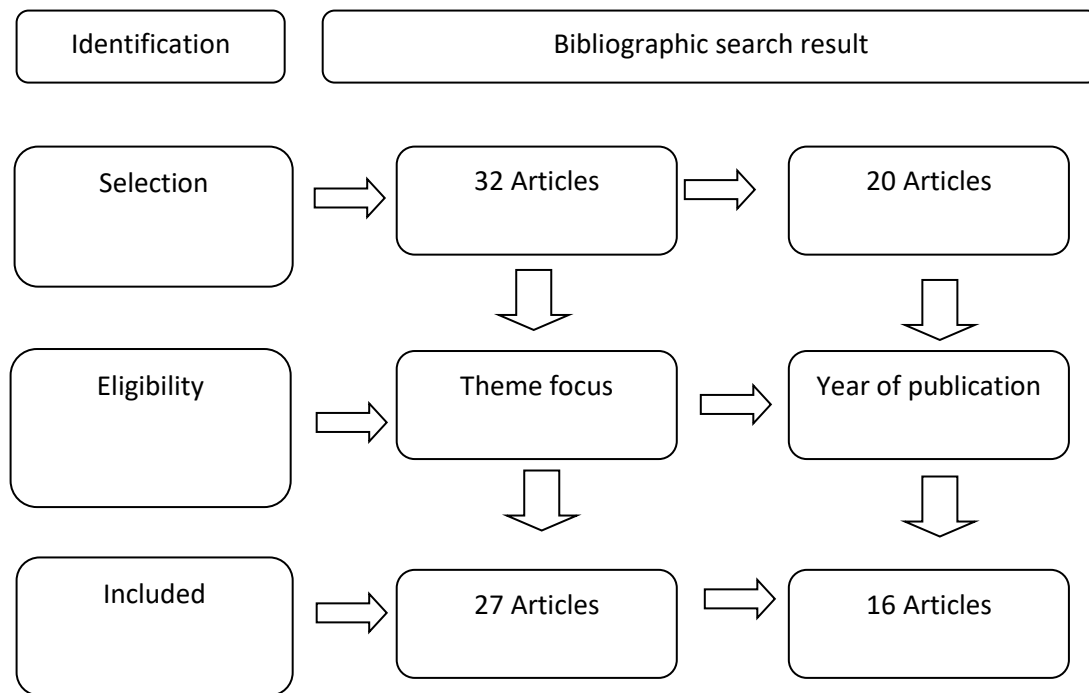 Identification
Bibliographic search result
Selection
32 Articles
20 Articles
Eligibility
Theme focus
Year of publication
Included
27 Articles
16 Articles